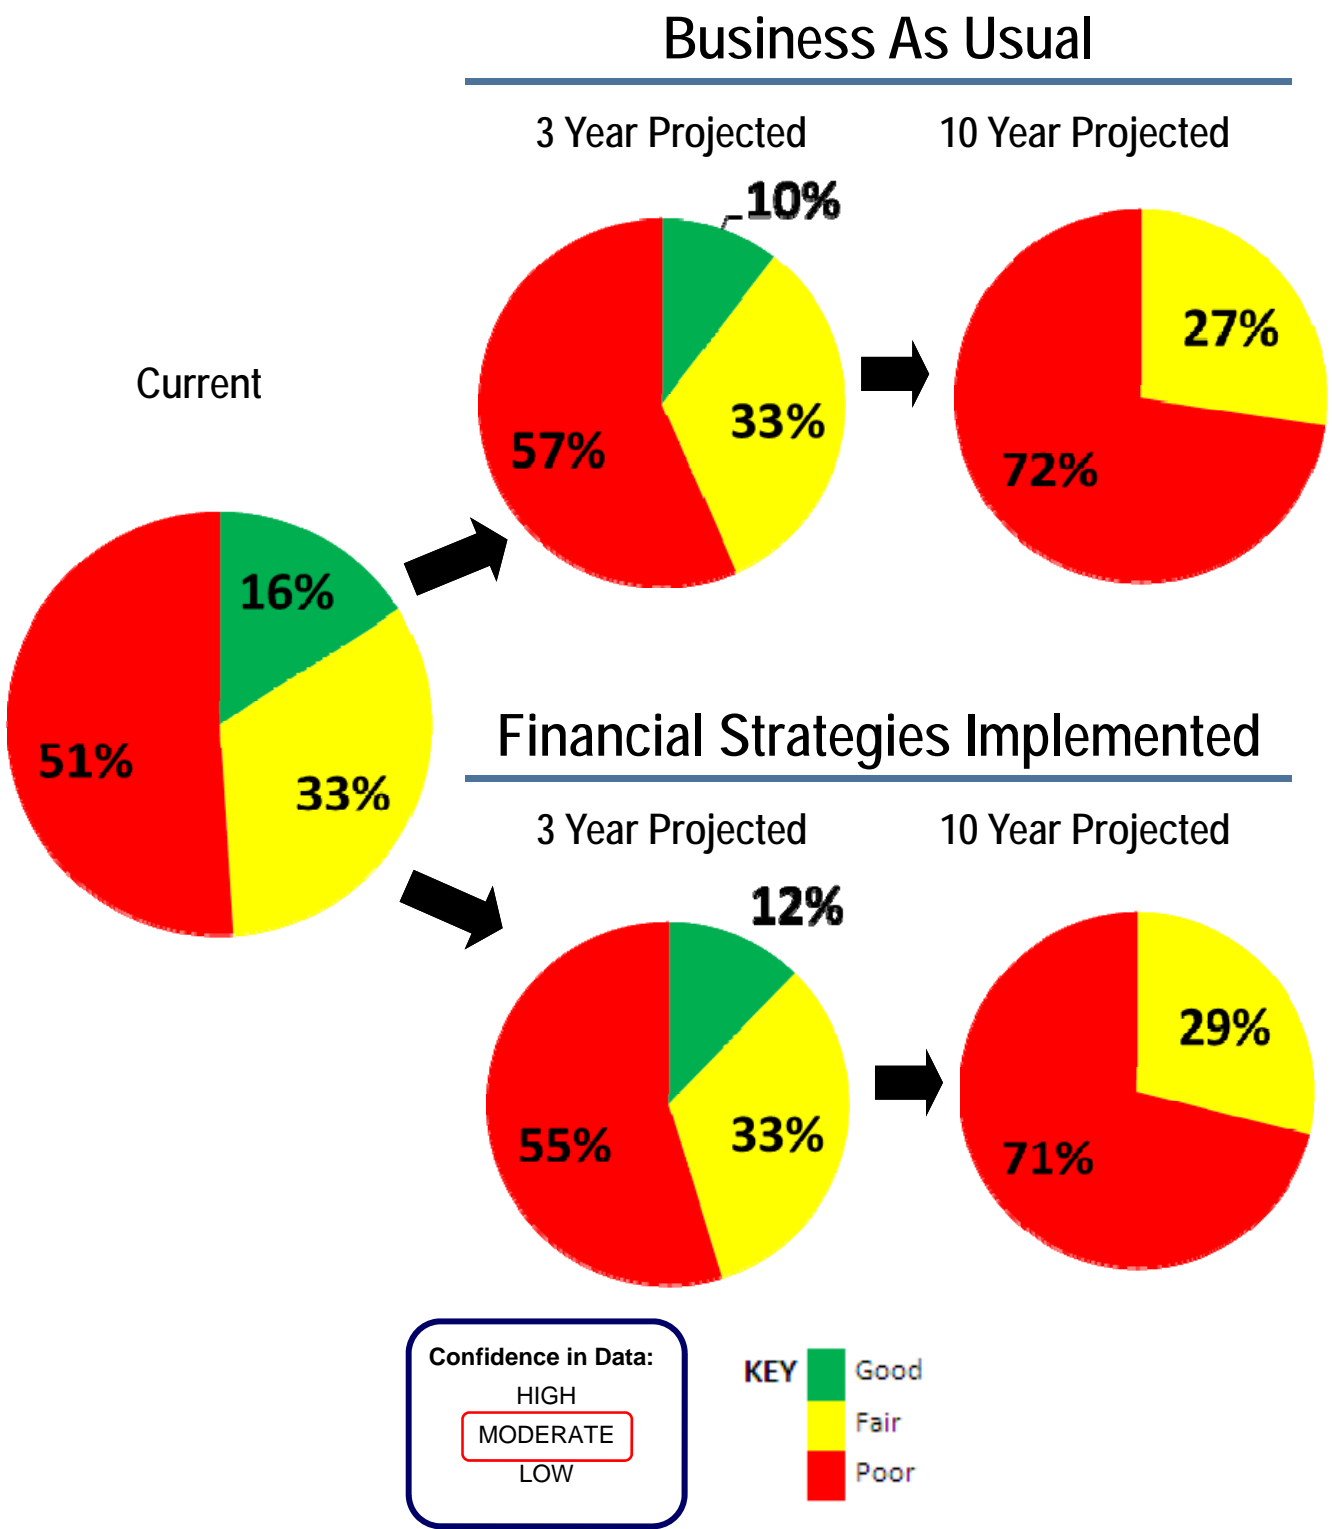 Business As Usual
3 Year Projected
10 Year Projected
10%
33%
57%
27%
72%
Current
16%
33%
51%
Financial Strategies Implemented
3 Year Projected
10 Year Projected
12%
33%
55%
29%
71%
Confidence in Data:
HIGH
MODERATE
LOW
KEY
Good
Fair
Poor